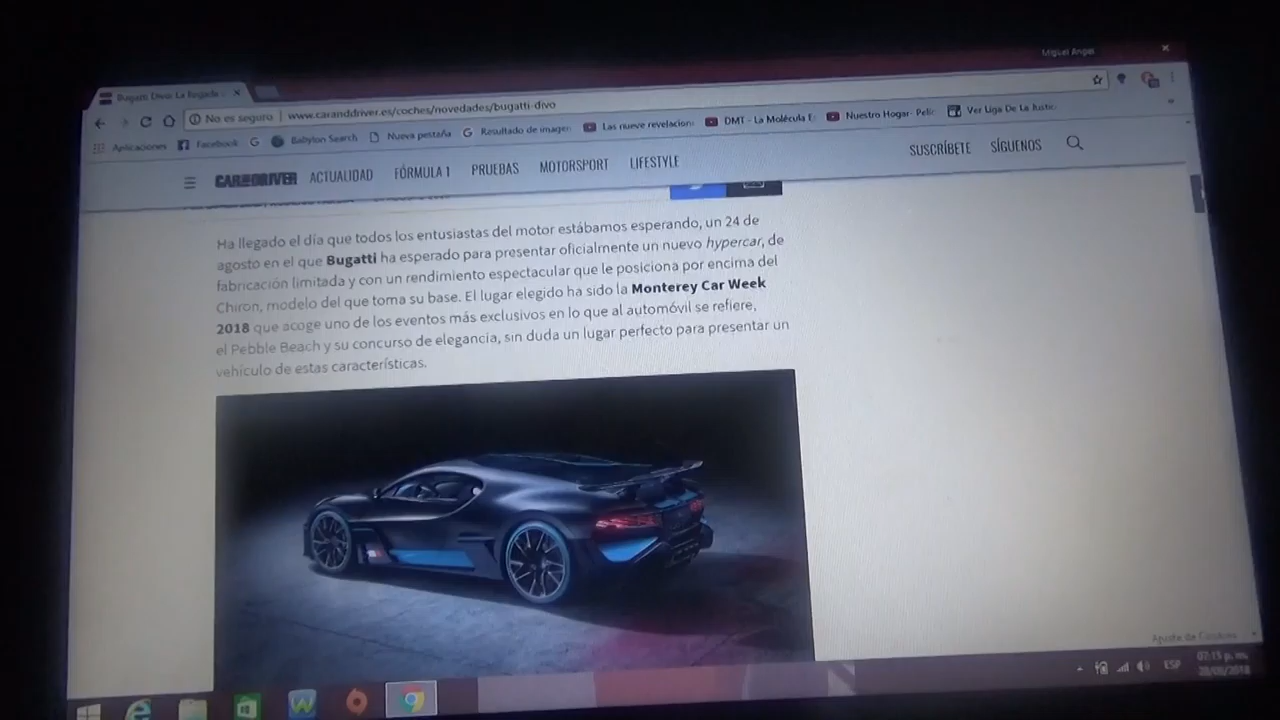 Miguel Angel
Bugatti Divo: La llegada
No es seguro | www.caranddriver.es/coches/novedades/bugatti-divo
Aplicaciones Facebook Babylon Search Nueva pestaña Resultado de imagen Las nueve revelacion DMT - La Molécula E Nuestro Hogar- Pelí Ver Liga De La Justic
CAR AND DRIVER ACTUALIDAD FÓRMULA 1 PRUEBAS MOTORSPORT LIFESTYLE SUSCRÍBETE SÍGUENOS
Ha llegado el día que todos los entusiastas del motor estábamos esperando, un 24 de
agosto en el que Bugatti ha esperado para presentar oficialmente un nuevo hypercar, de
fabricación limitada y con un rendimiento espectacular que le posiciona por encima del
Chiron, modelo del que toma su base. El lugar elegido ha sido la Monterey Car Week
2018 que acoge uno de los eventos más exclusivos en lo que al automóvil se refiere,
el Pebble Beach y su concurso de elegancia, sin duda un lugar perfecto para presentar un
vehículo de estas características.
Ajuste de
ESP
07:15 p. m.